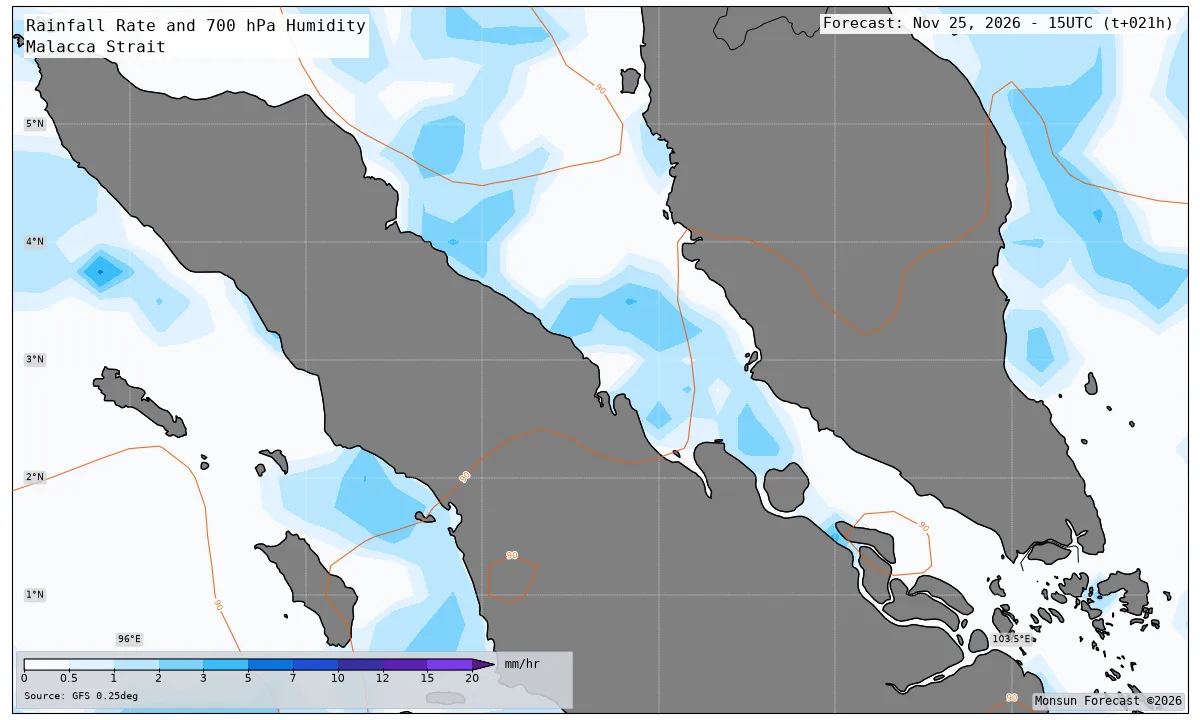 Rainfall Rate and 700 hPa Humidity
Malacca Strait
Forecast: Nov 25, 2026 - 15UTC (t+021h)
90
5°N
4°N
3°N
2°N
90
90
90
1°N
90
96°E
103.5°E
mm/hr
0 0.5 1 2 3 5 7 10 12 15 20
Source: GFS 0.25deg
90
Monsun Forecast ©2026